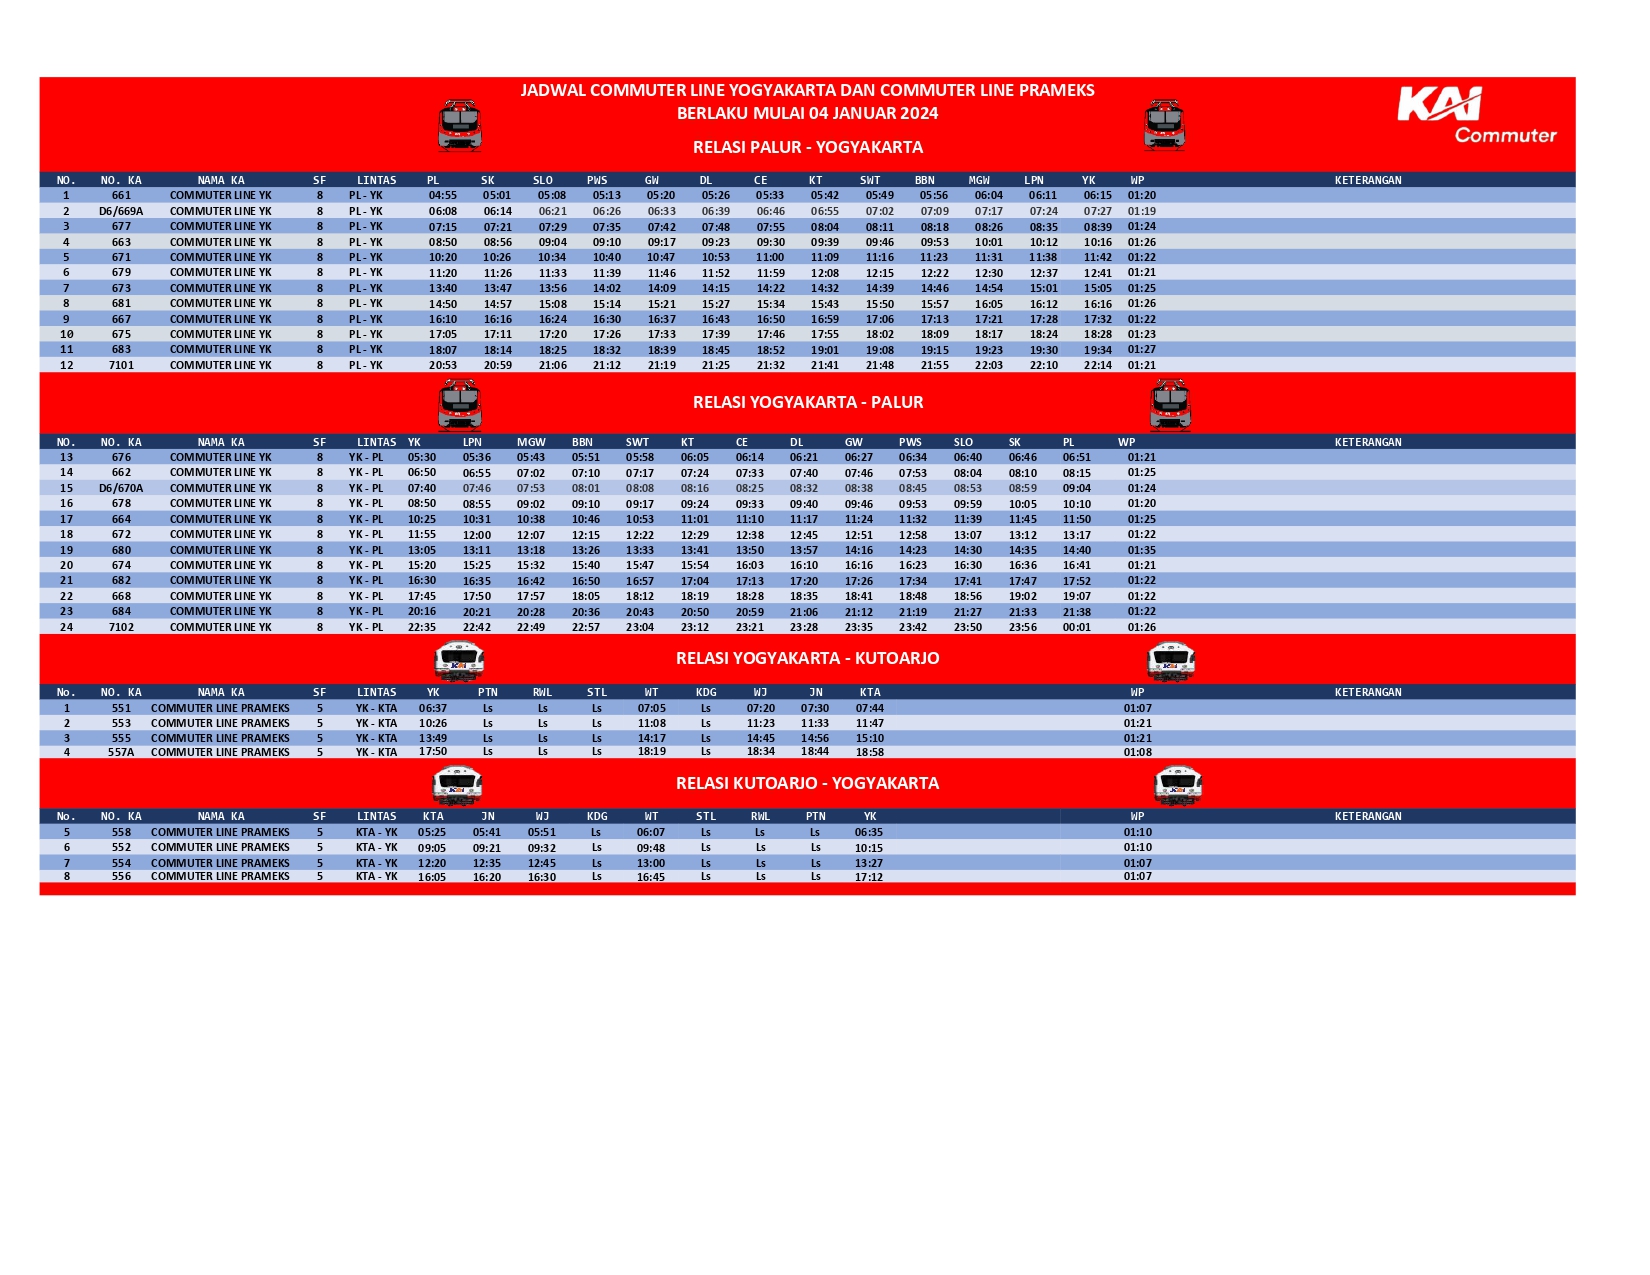 JADWAL COMMUTER LINE YOGYAKARTA DAN COMMUTER LINE PRAMEKS
BERLAKU MULAI 04 JANUAR 2024
KAI
Commuter
RELASI PALUR - YOGYAKARTA
NO. NO. KA NAMA KA SF LINTAS PL SK SLO PWS GW DL CE KT SWT BBN MGW LPN YK WP KETERANGAN
1 661 COMMUTER LINE YK 8 PL - YK 04:55 05:01 05:08 05:13 05:20 05:26 05:33 05:42 05:49 05:56 06:04 06:11 06:15 01:20
2 D6/669A COMMUTER LINE YK 8 PL - YK 06:08 06:14 06:21 06:26 06:33 06:39 06:46 06:55 07:02 07:09 07:17 07:24 07:27 01:19
3 677 COMMUTER LINE YK 8 PL - YK 07:15 07:21 07:29 07:35 07:42 07:48 07:55 08:04 08:11 08:18 08:26 08:35 08:39 01:24
4 663 COMMUTER LINE YK 8 PL - YK 08:50 08:56 09:04 09:10 09:17 09:23 09:30 09:39 09:46 09:53 10:01 10:12 10:16 01:26
5 671 COMMUTER LINE YK 8 PL - YK 10:20 10:26 10:34 10:40 10:47 10:53 11:00 11:09 11:16 11:23 11:31 11:38 11:42 01:22
6 679 COMMUTER LINE YK 8 PL - YK 11:20 11:26 11:33 11:39 11:46 11:52 11:59 12:08 12:15 12:22 12:30 12:37 12:41 01:21
7 673 COMMUTER LINE YK 8 PL - YK 13:40 13:47 13:56 14:02 14:09 14:15 14:22 14:32 14:39 14:46 14:54 15:01 15:05 01:25
8 681 COMMUTER LINE YK 8 PL - YK 14:50 14:57 15:08 15:14 15:21 15:27 15:34 15:43 15:50 15:57 16:05 16:12 16:16 01:26
9 667 COMMUTER LINE YK 8 PL - YK 16:10 16:16 16:24 16:30 16:37 16:43 16:50 16:59 17:06 17:13 17:21 17:28 17:32 01:22
10 675 COMMUTER LINE YK 8 PL - YK 17:05 17:11 17:20 17:26 17:33 17:39 17:46 17:55 18:02 18:09 18:17 18:24 18:28 01:23
11 683 COMMUTER LINE YK 8 PL - YK 18:07 18:14 18:25 18:32 18:39 18:45 18:52 19:01 19:08 19:15 19:23 19:30 19:34 01:27
12 7101 COMMUTER LINE YK 8 PL - YK 20:53 20:59 21:06 21:12 21:19 21:25 21:32 21:41 21:48 21:55 22:03 22:10 22:14 01:21
RELASI YOGYAKARTA - PALUR
NO. NO. KA NAMA KA SF LINTAS YK LPN MGW BBN SWT KT CE DL GW PWS SLO SK PL WP KETERANGAN
13 676 COMMUTER LINE YK 8 YK - PL 05:30 05:36 05:43 05:51 05:58 06:05 06:14 06:21 06:27 06:34 06:40 06:46 06:51 01:21
14 662 COMMUTER LINE YK 8 YK - PL 06:50 06:55 07:02 07:10 07:17 07:24 07:33 07:40 07:46 07:53 08:04 08:10 08:15 01:25
15 D6/670A COMMUTER LINE YK 8 YK - PL 07:40 07:46 07:53 08:01 08:08 08:16 08:25 08:32 08:38 08:45 08:53 08:59 09:04 01:24
16 678 COMMUTER LINE YK 8 YK - PL 08:50 08:55 09:02 09:10 09:17 09:24 09:33 09:40 09:46 09:53 09:59 10:05 10:10 01:20
17 664 COMMUTER LINE YK 8 YK - PL 10:25 10:31 10:38 10:46 10:53 11:01 11:10 11:17 11:24 11:32 11:39 11:45 11:50 01:25
18 672 COMMUTER LINE YK 8 YK - PL 11:55 12:00 12:07 12:15 12:22 12:29 12:38 12:45 12:51 12:58 13:07 13:12 13:17 01:22
19 680 COMMUTER LINE YK 8 YK - PL 13:05 13:11 13:18 13:26 13:33 13:41 13:50 13:57 14:16 14:23 14:30 14:35 14:40 01:35
20 674 COMMUTER LINE YK 8 YK - PL 15:20 15:25 15:32 15:40 15:47 15:54 16:03 16:10 16:16 16:23 16:30 16:36 16:41 01:21
21 682 COMMUTER LINE YK 8 YK - PL 16:30 16:35 16:42 16:50 16:57 17:04 17:13 17:20 17:26 17:34 17:41 17:47 17:52 01:22
22 668 COMMUTER LINE YK 8 YK - PL 17:45 17:50 17:57 18:05 18:12 18:19 18:28 18:35 18:41 18:48 18:56 19:02 19:07 01:22
23 684 COMMUTER LINE YK 8 YK - PL 20:16 20:21 20:28 20:36 20:43 20:50 20:59 21:06 21:12 21:19 21:27 21:33 21:38 01:22
24 7102 COMMUTER LINE YK 8 YK - PL 22:35 22:42 22:49 22:57 23:04 23:12 23:21 23:28 23:35 23:42 23:50 23:56 00:01 01:26
RELASI YOGYAKARTA - KUTOARJO
No. NO. KA NAMA KA SF LINTAS YK PTN RWL STL WT KDG WJ JN KTA WP KETERANGAN
1 551 COMMUTER LINE PRAMEKS 5 YK - KTA 06:37 Ls Ls Ls 07:05 Ls 07:20 07:30 07:44 01:07
2 553 COMMUTER LINE PRAMEKS 5 YK - KTA 10:26 Ls Ls Ls 11:08 Ls 11:23 11:33 11:47 01:21
3 555 COMMUTER LINE PRAMEKS 5 YK - KTA 13:49 Ls Ls Ls 14:17 Ls 14:45 14:56 15:10 01:21
4 557A COMMUTER LINE PRAMEKS 5 YK - KTA 17:50 Ls Ls Ls 18:19 Ls 18:34 18:44 18:58 01:08
RELASI KUTOARJO - YOGYAKARTA
No. NO. KA NAMA KA SF LINTAS KTA JN WJ KDG WT STL RWL PTN YK WP KETERANGAN
5 558 COMMUTER LINE PRAMEKS 5 KTA - YK 05:25 05:41 05:51 Ls 06:07 Ls Ls Ls 06:35 01:10
6 552 COMMUTER LINE PRAMEKS 5 KTA - YK 09:05 09:21 09:32 Ls 09:48 Ls Ls Ls 10:15 01:10
7 554 COMMUTER LINE PRAMEKS 5 KTA - YK 12:20 12:35 12:45 Ls 13:00 Ls Ls Ls 13:27 01:07
8 556 COMMUTER LINE PRAMEKS 5 KTA - YK 16:05 16:20 16:30 Ls 16:45 Ls Ls Ls 17:12 01:07